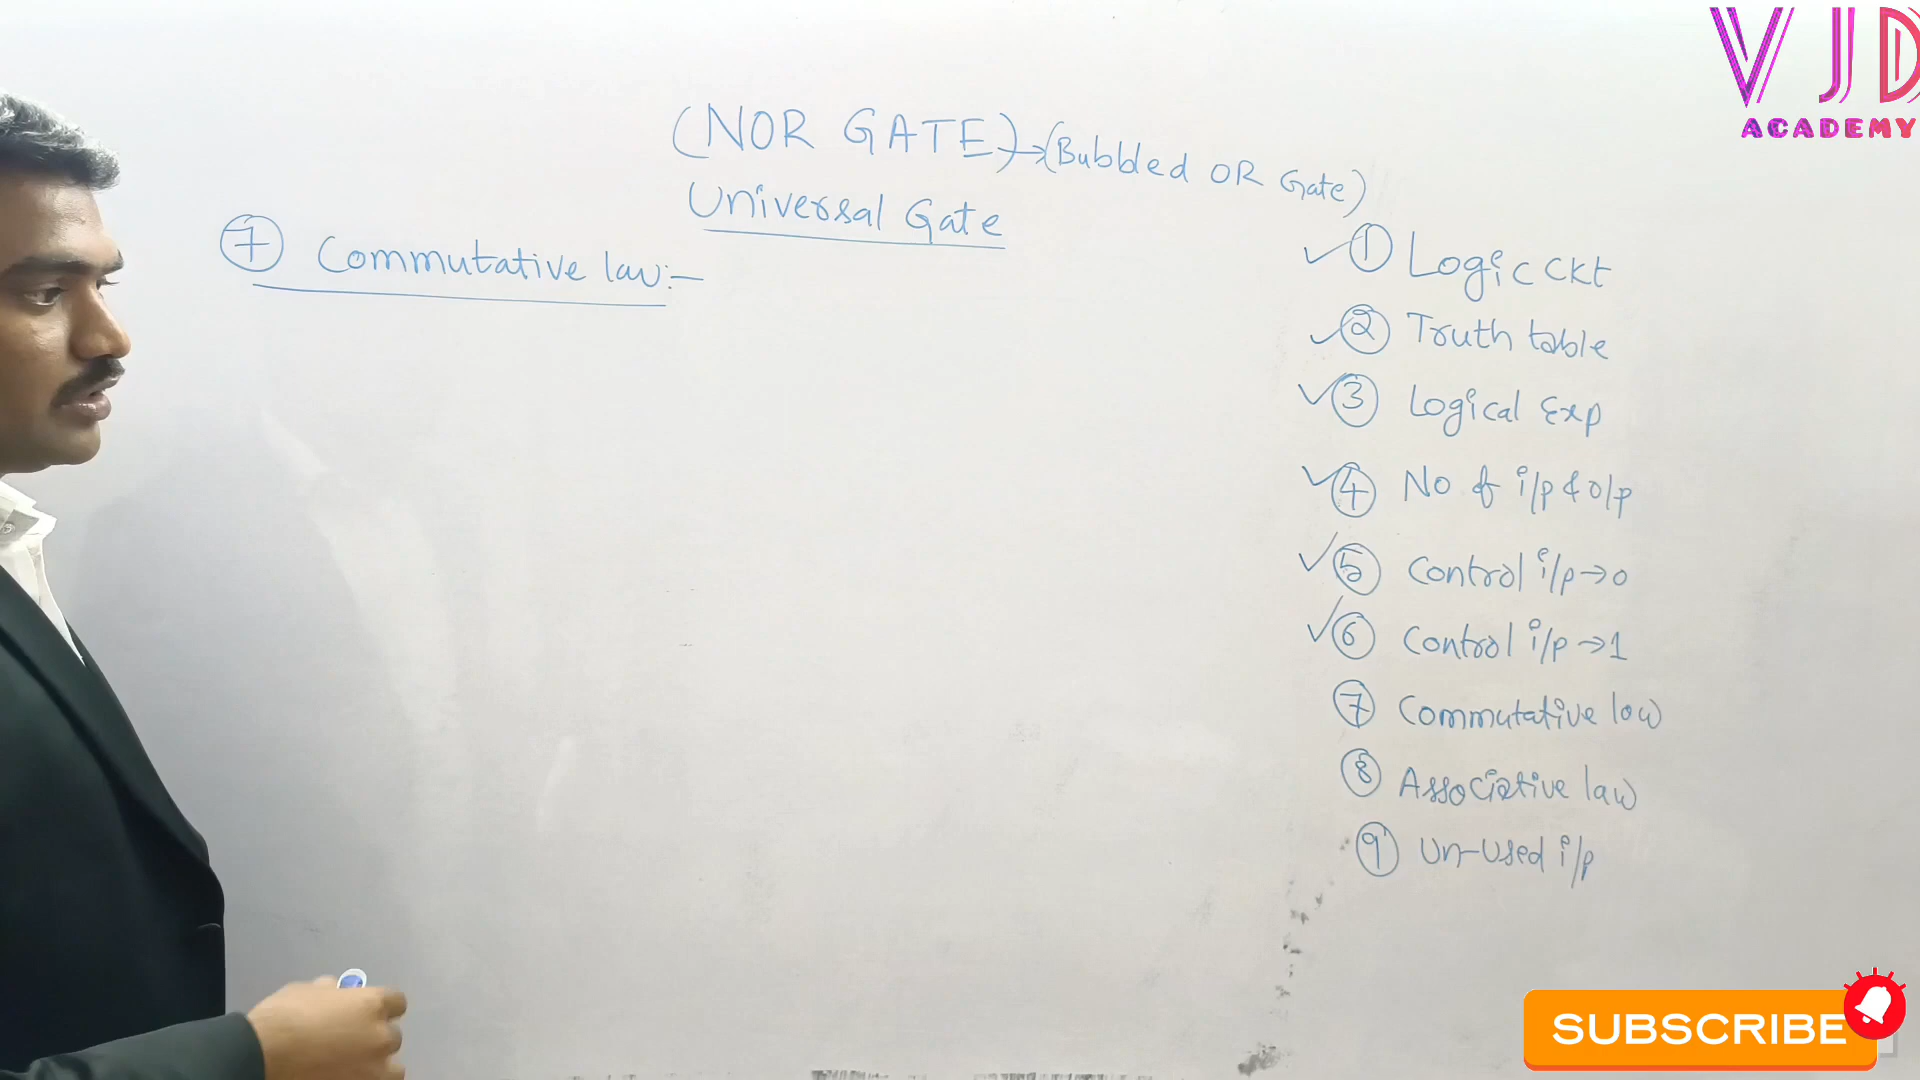 VJD
ACADEMY
(NOR GATE)→(Bubbled OR Gate)
Universal Gate
⑦ Commutative law:-
✓① Logic ckt
✓② Truth table
✓③ Logical Exp
✓④ No of i/p & o/p
✓⑤ Control i/p→0
✓⑥ Control i/p→1
⑦ Commutative low
⑧ Associative law
⑨ Un-used i/p
SUBSCRIBE